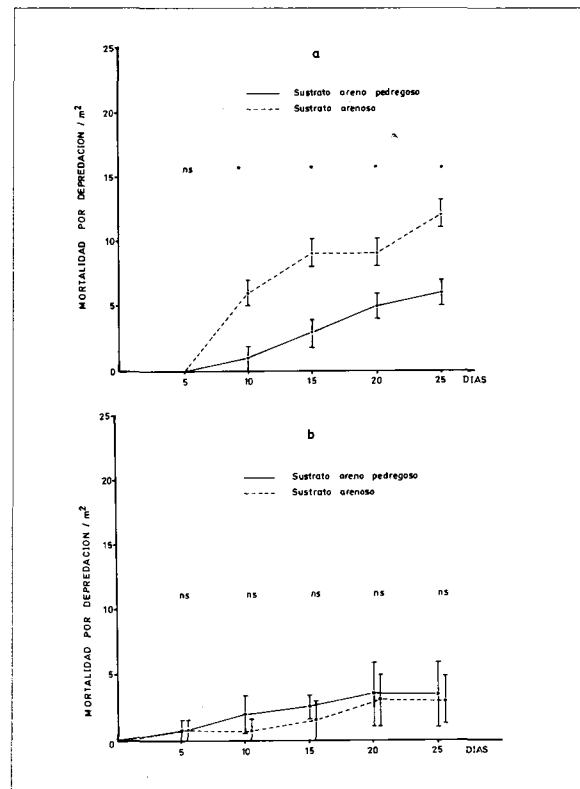 a
25
20
15
10
5
0
MORTALIDAD POR DEPREDACION / m²
Sustrato areno pedregoso
Sustrato arenoso
ns * * * *
5 10 15 20 25 DIAS
b
25
20
15
10
5
0
MORTALIDAD POR DEPREDACION / m²
Sustrato areno pedregoso
Sustrato arenoso
ns ns ns ns ns
5 10 15 20 25 DIAS